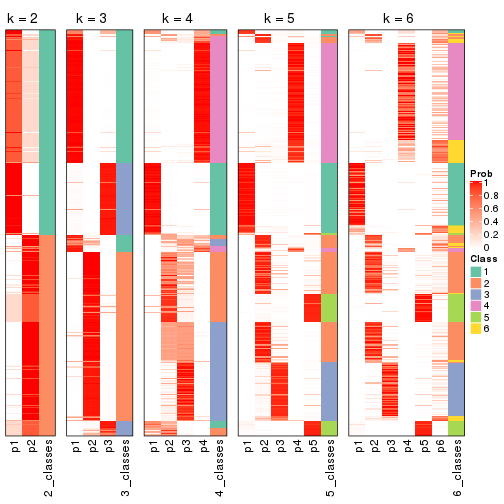 k = 2
k = 3
k = 4
k = 5
k = 6
Prob
1
0.8
0.6
0.4
0.2
0
Class
1
2
3
4
5
6
p1
p2
2_classes
p1
p2
p3
3_classes
p1
p2
p3
p4
4_classes
p1
p2
p3
p4
p5
5_classes
p1
p2
p3
p4
p5
p6
6_classes